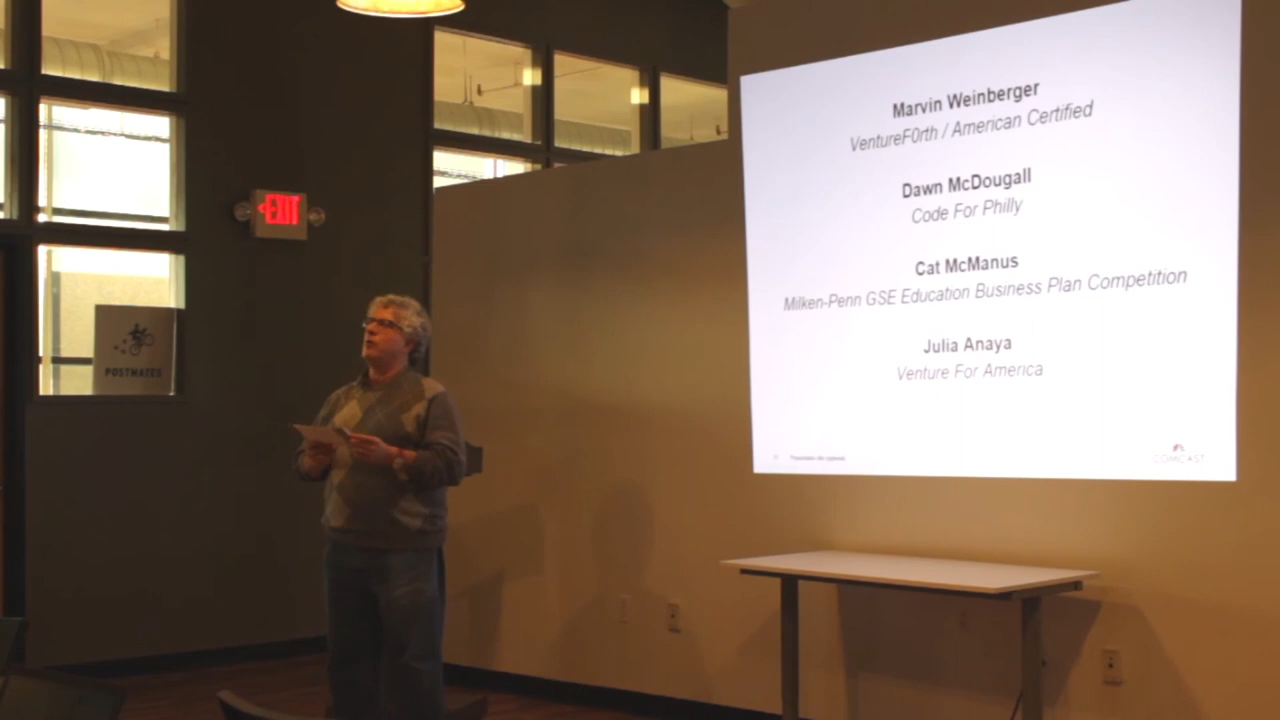 Marvin Weinberger
VentureF0rth / American Certified
Dawn McDougall
Code For Philly
Cat McManus
Milken-Penn GSE Education Business Plan Competition
Julia Anaya
Venture For America
COMCAST
EXIT
POSTMATES